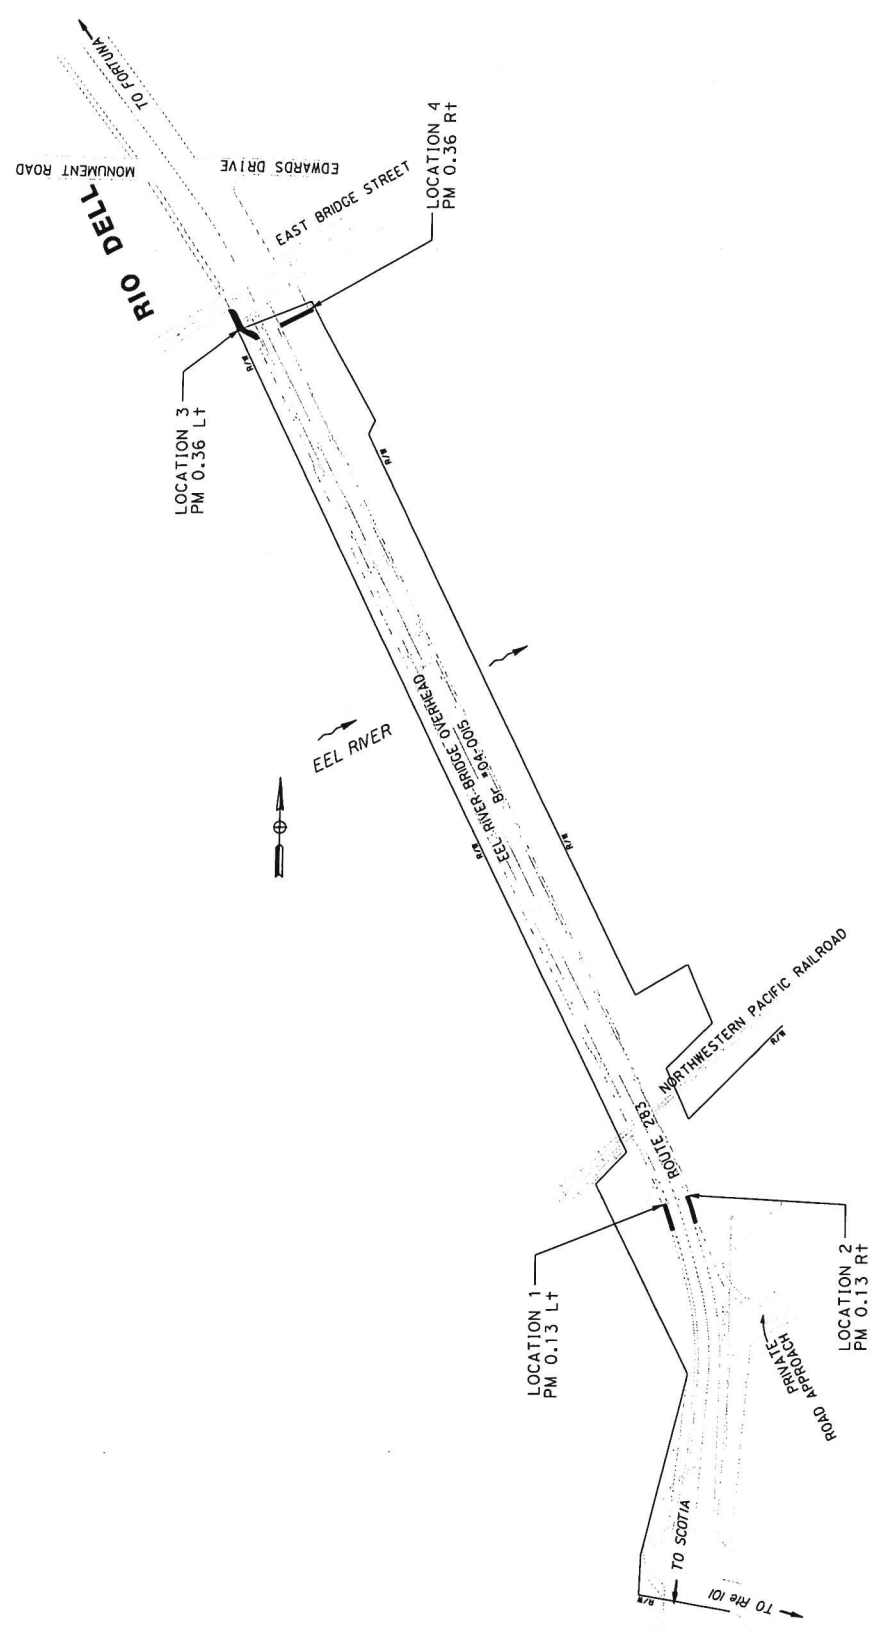 TO FORTUNA
MONUMENT ROAD
EDWARDS DRIVE
RIO DELL
EAST BRIDGE STREET
LOCATION 4
PM 0.36 Rt
R/W
LOCATION 3
PM 0.36 Lt
R/W
EEL RIVER
EEL RIVER BRIDGE OVERHEAD
Br #04-0015
R/W
R/W
NORTHWESTERN PACIFIC RAILROAD
R/W
ROUTE 283
LOCATION 1
PM 0.13 Lt
LOCATION 2
PM 0.13 Rt
PRIVATE
ROAD APPROACH
TO SCOTIA
R/W
TO Rte 101